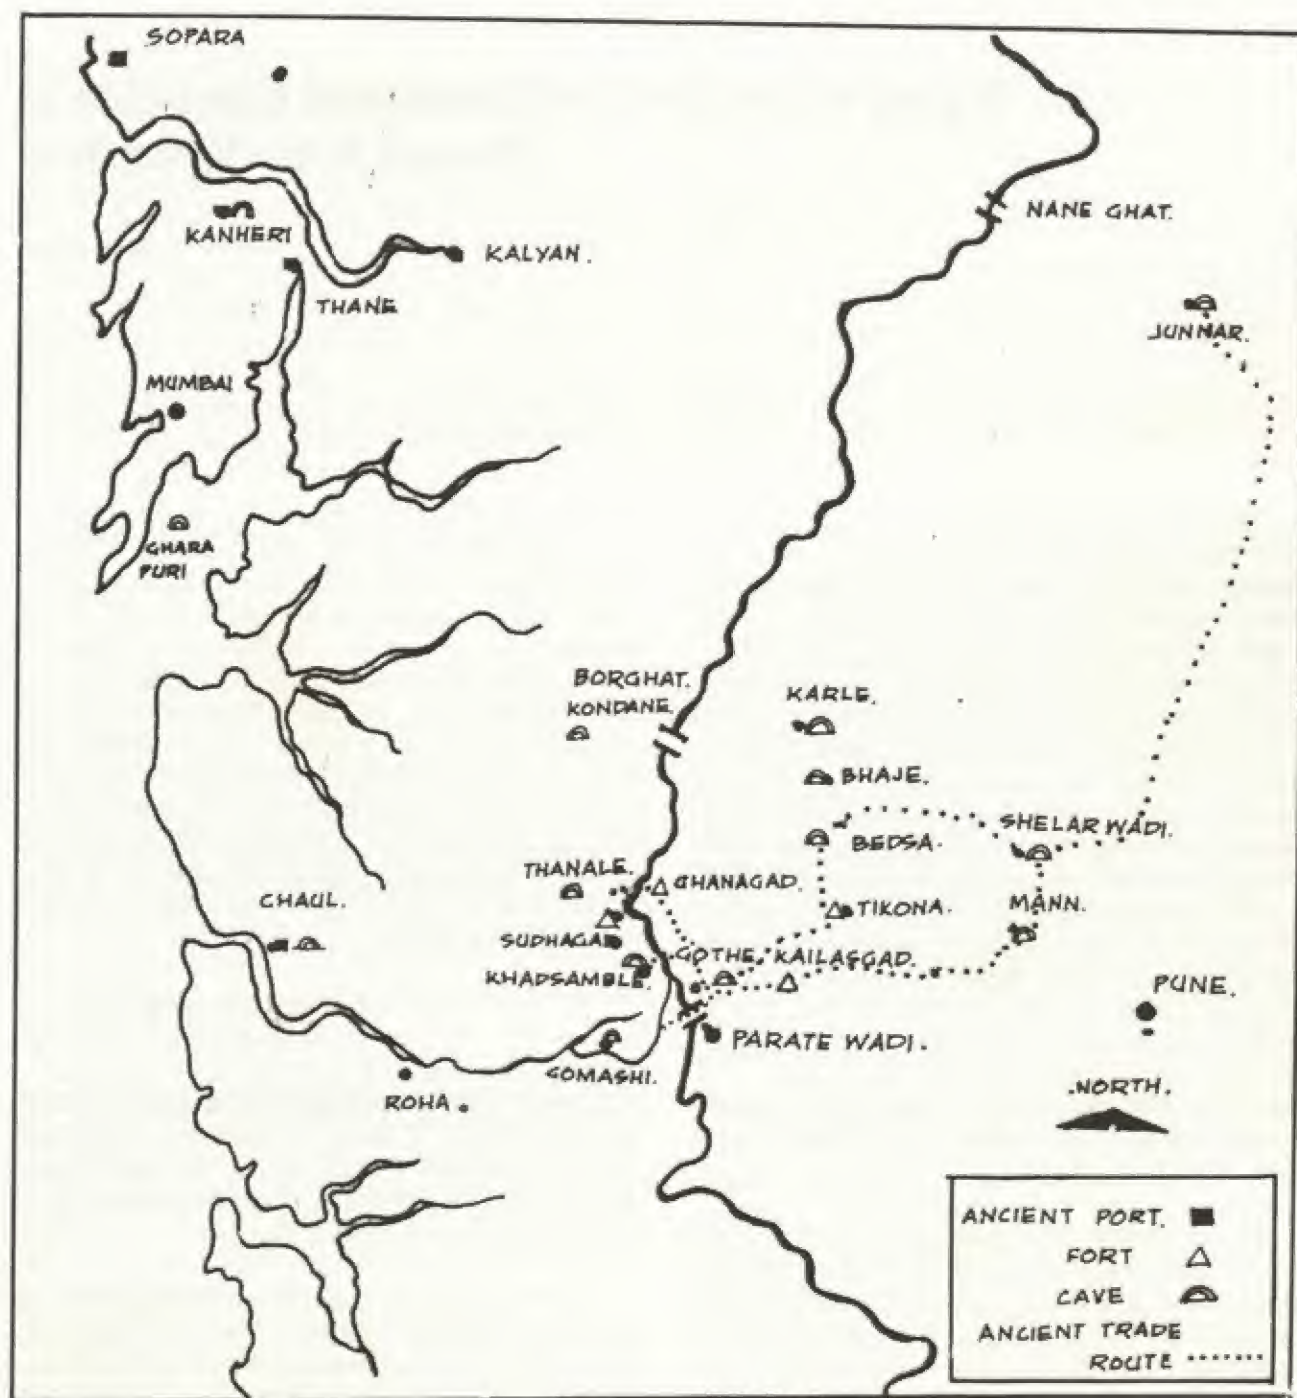 SOPARA
NANE GHAT.
KANHERI
KALYAN.
THANE
JUNNAR.
MUMBAI
GHARA
PURI
BORGHAT.
KONDANE.
KARLE.
BHAJE.
SHELAR WADI.
BEDSA.
THANALE.
GHANAGAD.
CHAUL.
TIKONA.
MANN.
SUDHAGAD
GOTHE.
KAILASGAD.
KHADSAMBLE.
PUNE.
PARATE WADI.
GOMASHI.
ROHA.
.NORTH.
ANCIENT PORT.
FORT
CAVE
ANCIENT TRADE
ROUTE